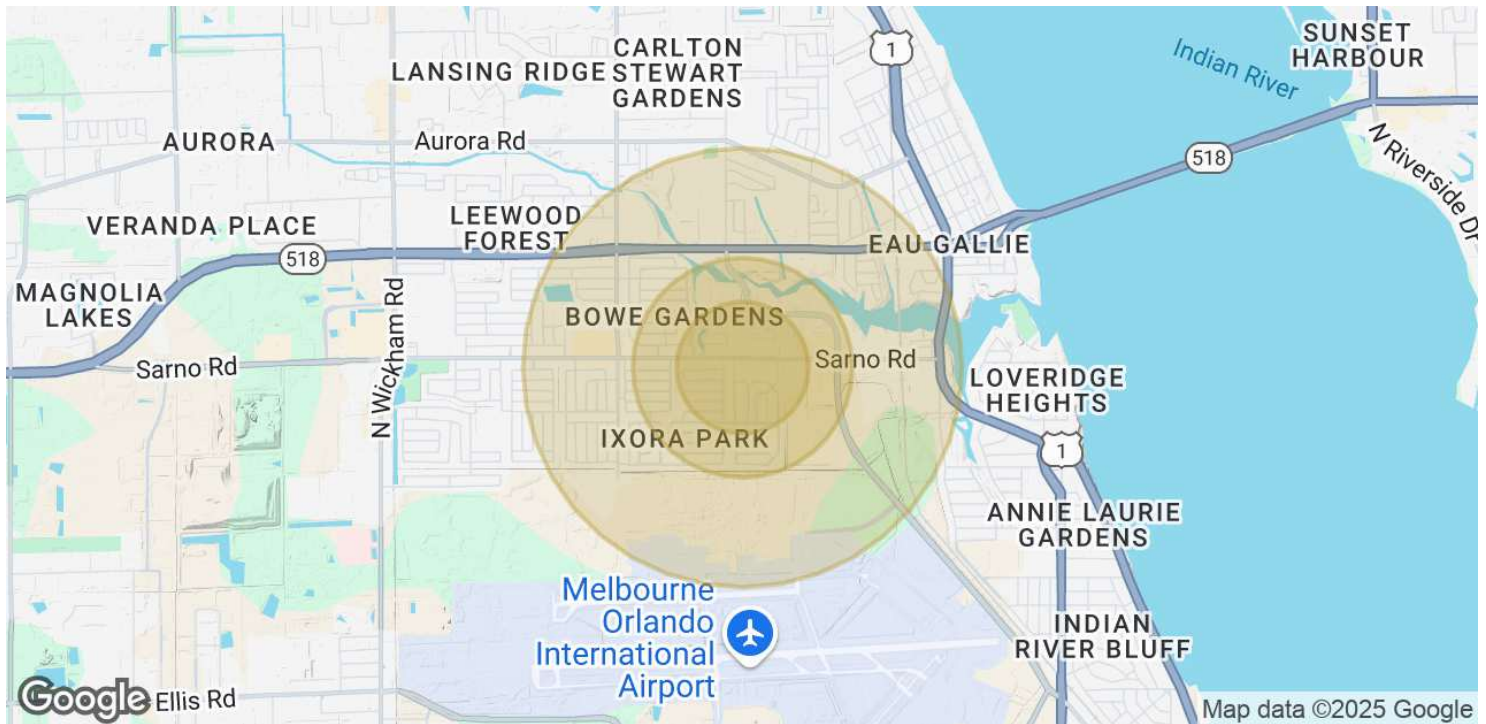 SUNSET
HARBOUR
1
Indian River
CARLTON
STEWART
GARDENS
LANSING RIDGE
AURORA
Aurora Rd
518
N Riverside Dr
VERANDA PLACE
LEEWOOD
FOREST
518
EAU GALLIE
MAGNOLIA
LAKES
N Wickham Rd
BOWE GARDENS
Sarno Rd
Sarno Rd
LOVERIDGE
HEIGHTS
IXORA PARK
1
ANNIE LAURIE
GARDENS
Melbourne
Orlando
International
Airport
INDIAN
RIVER BLUFF
Google
Ellis Rd
Map data ©2025 Google